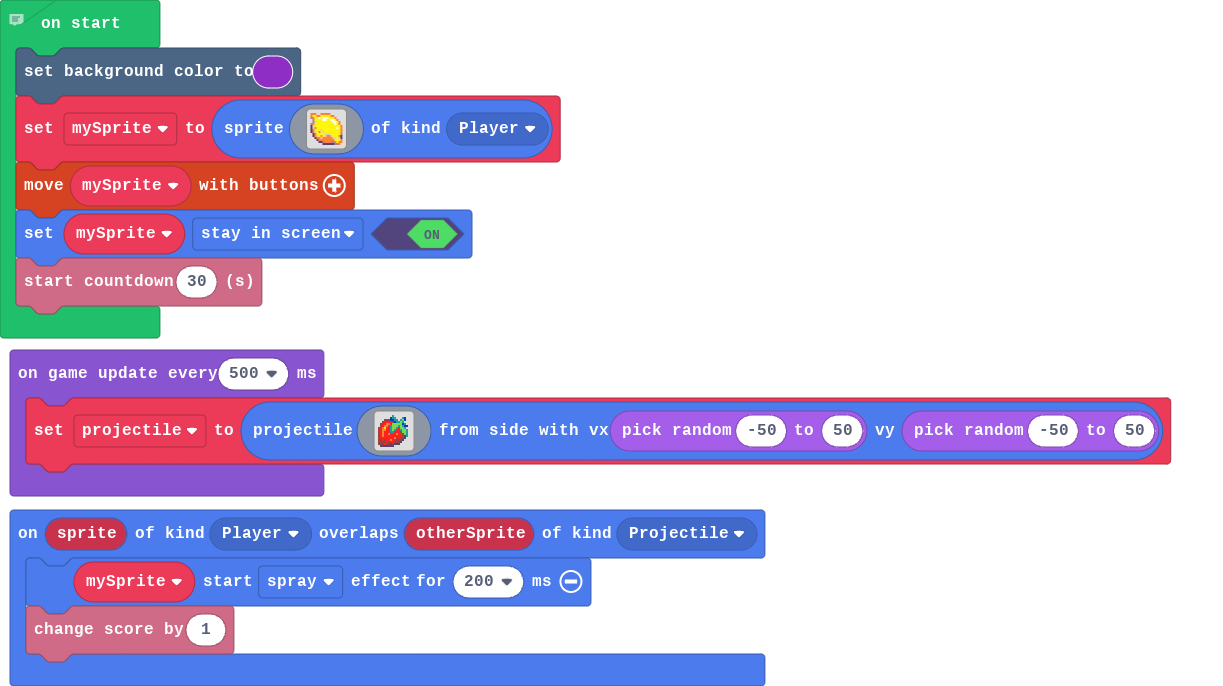 on start
set background color to
set mySprite to sprite of kind Player
move mySprite with buttons
set mySprite stay in screen ON
start countdown 30 (s)
on game update every 500 ms
set projectile to projectile from side with vx pick random -50 to 50 vy pick random -50 to 50
on sprite of kind Player overlaps otherSprite of kind Projectile
mySprite start spray effect for 200 ms
change score by 1